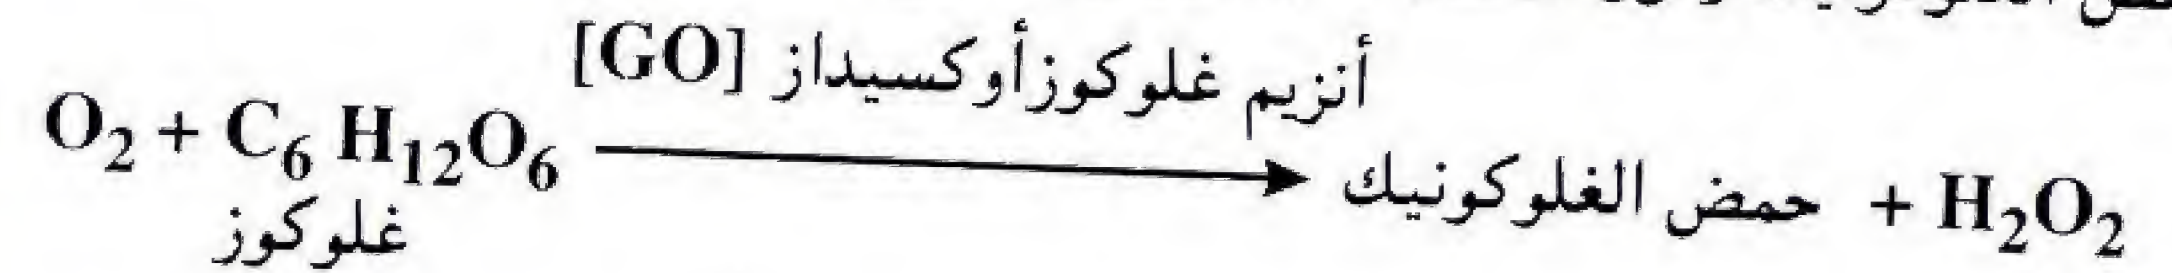 أنزيم غلوكوزأوكسيداز [GO]
O₂ + C₆ H₁₂O₆ → حمض الغلوكونيك + H₂O₂
غلوكوز